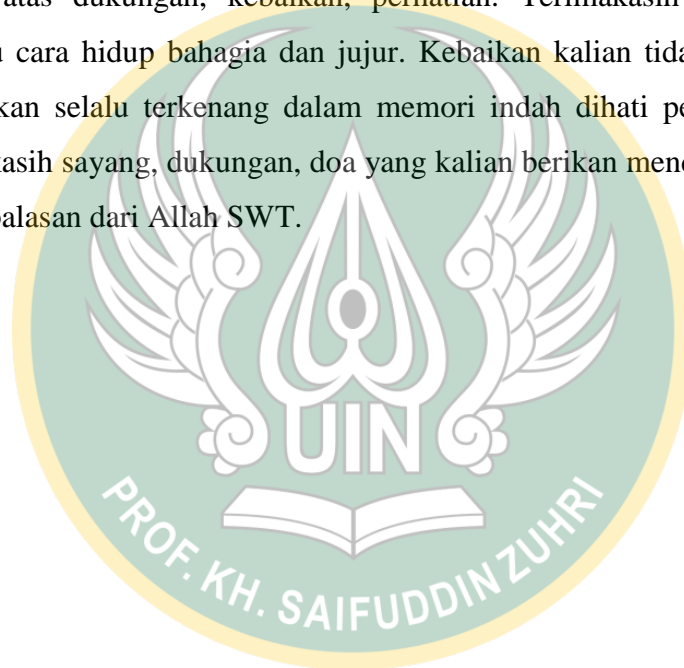 atas dukungan, kebaikan, perhatian. Terimakasih
cara hidup bahagia dan jujur. Kebaikan kalian tida
kan selalu terkenang dalam memori indah dihati pe
kasih sayang, dukungan, doa yang kalian berikan mend
balasan dari Allah SWT.
UIN
PROF. KH. SAIFUDDIN ZUHRI